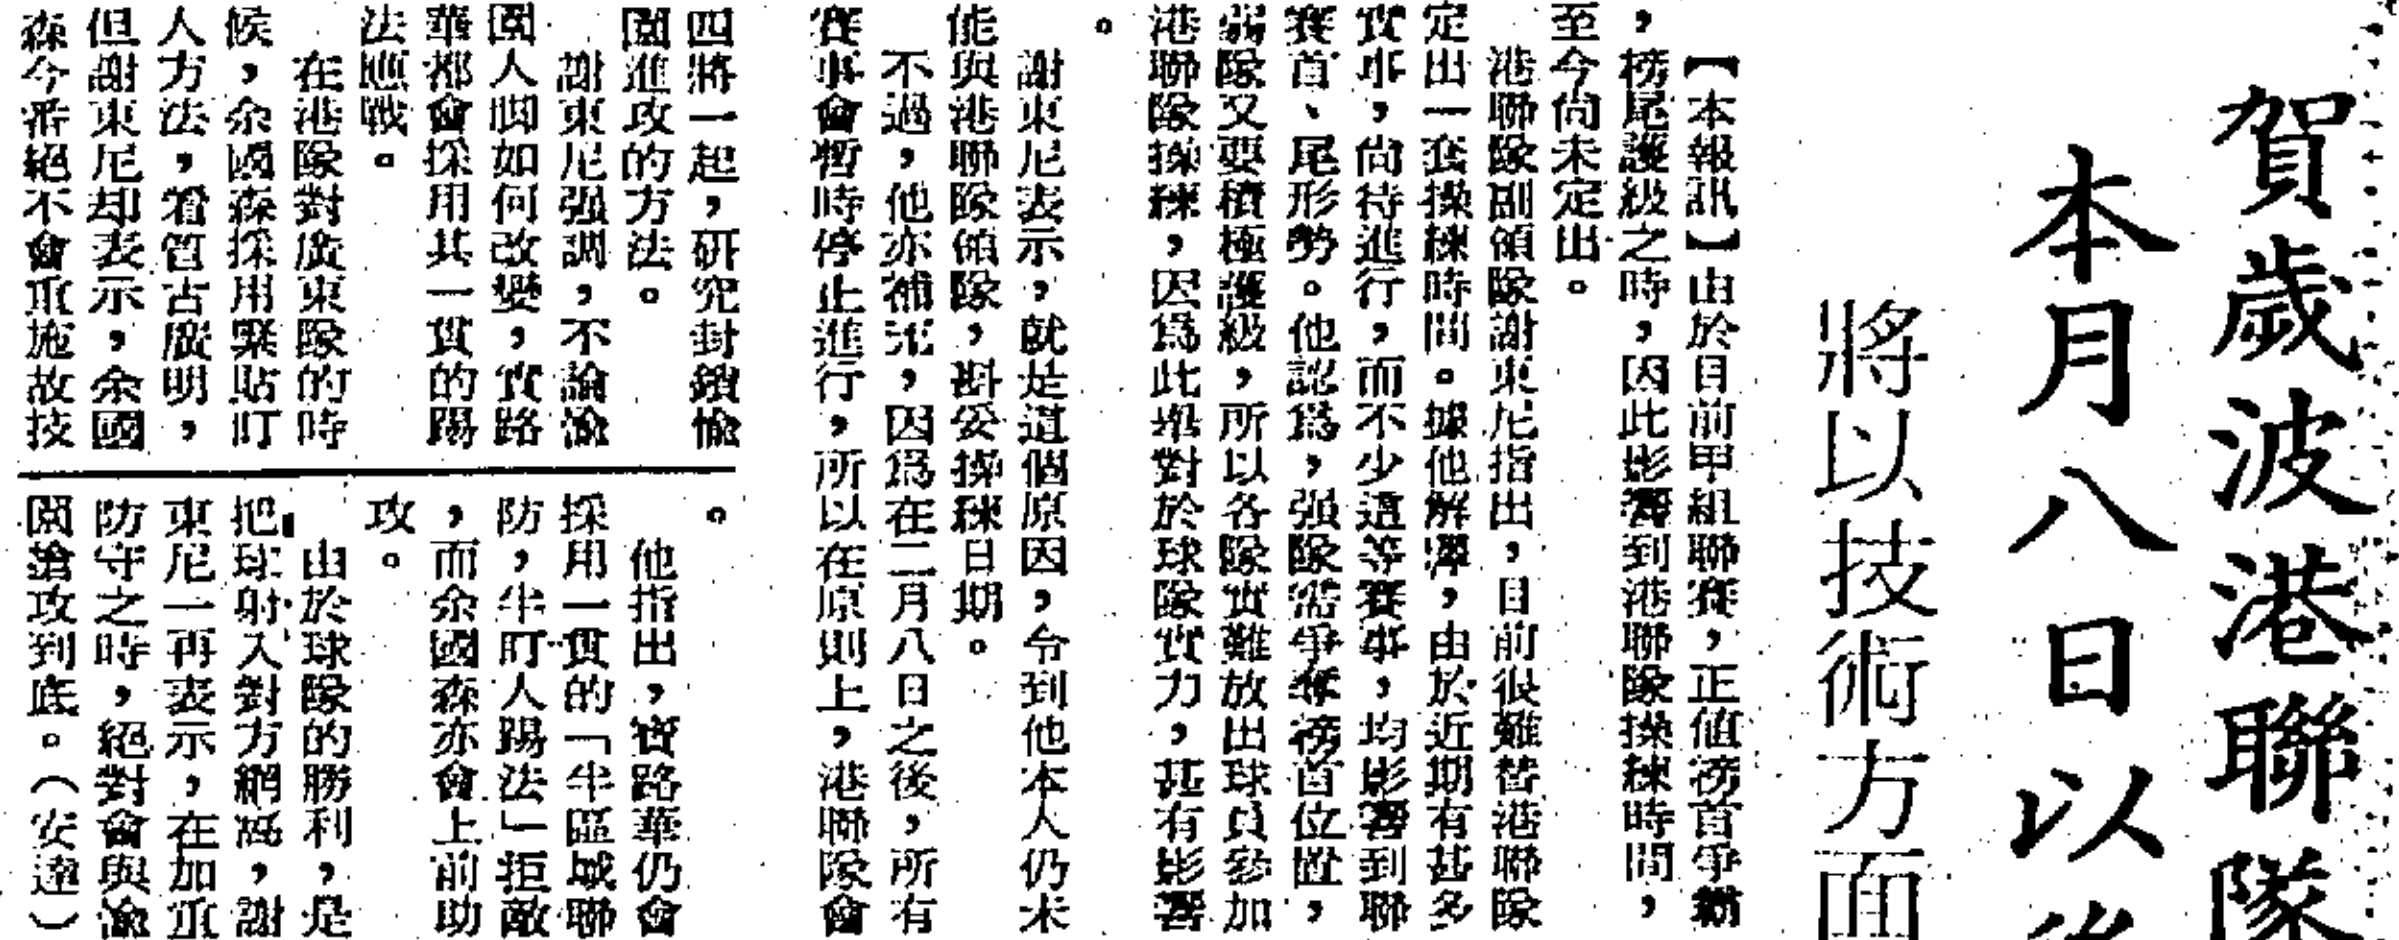 賀歲波港聯隊
本月八日以後
將以技術方面
【本報訊】由於目前甲組聯賽，正值榜首爭霸
，榜尾護級之時，因此影響到港聯隊操練時間，
至今尚未定出。
港聯隊副領隊謝東尼指出，目前很難替港聯隊
定出一套操練時間。據他解釋，由於近期有甚多
賽事，尚待進行，而不少這等賽事，均影響到聯
賽首、尾形勢。他認爲，强隊需爭奪榜首位置，
弱隊又要積極護級，所以各隊實難放出球員參加
港聯隊操練，因爲此舉對於球隊實力，甚有影響
。
謝東尼表示，就是這個原因，令到他本人仍未
能與港聯隊領隊，斟妥操練日期。
不過，他亦補充，因爲在二月八日之後，所有
賽事會暫時停止進行，所以在原則上，港聯隊會
四將一起，研究封鎖愉
園進攻的方法。
謝東尼强調，不論愉
園人脚如何改變，寶路
華都會採用其一貫的踢
法應戰。
在港隊對廣東隊的時
候，余國森採用緊貼盯
人方法，看管古廣明，
但謝東尼却表示，余國
森今番絕不會重施故技
。
他指出，寶路華仍會
採用一貫的「半區域聯
防，半盯人踢法」拒敵
，而余國森亦會上前助
攻。
由於球隊的勝利，是
把球射入對方網窩，謝
東尼一再表示，在加重
防守之時，絕對會與愉
園搶攻到底。（安達）